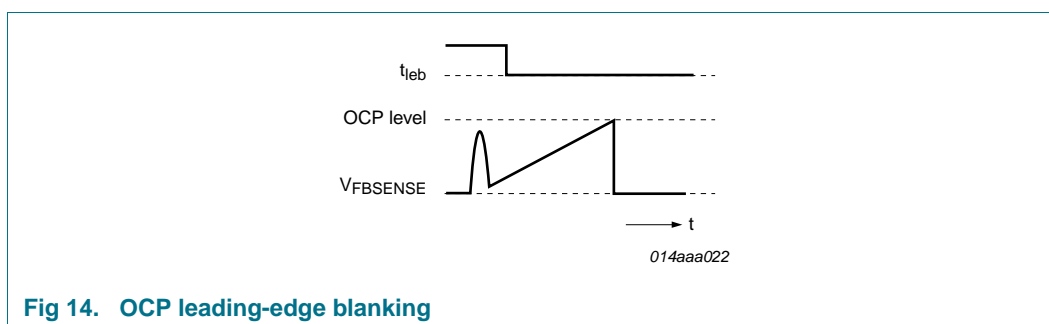 tleb
OCP level
VFBSENSE
t
014aaa022
Fig 14. OCP leading-edge blanking